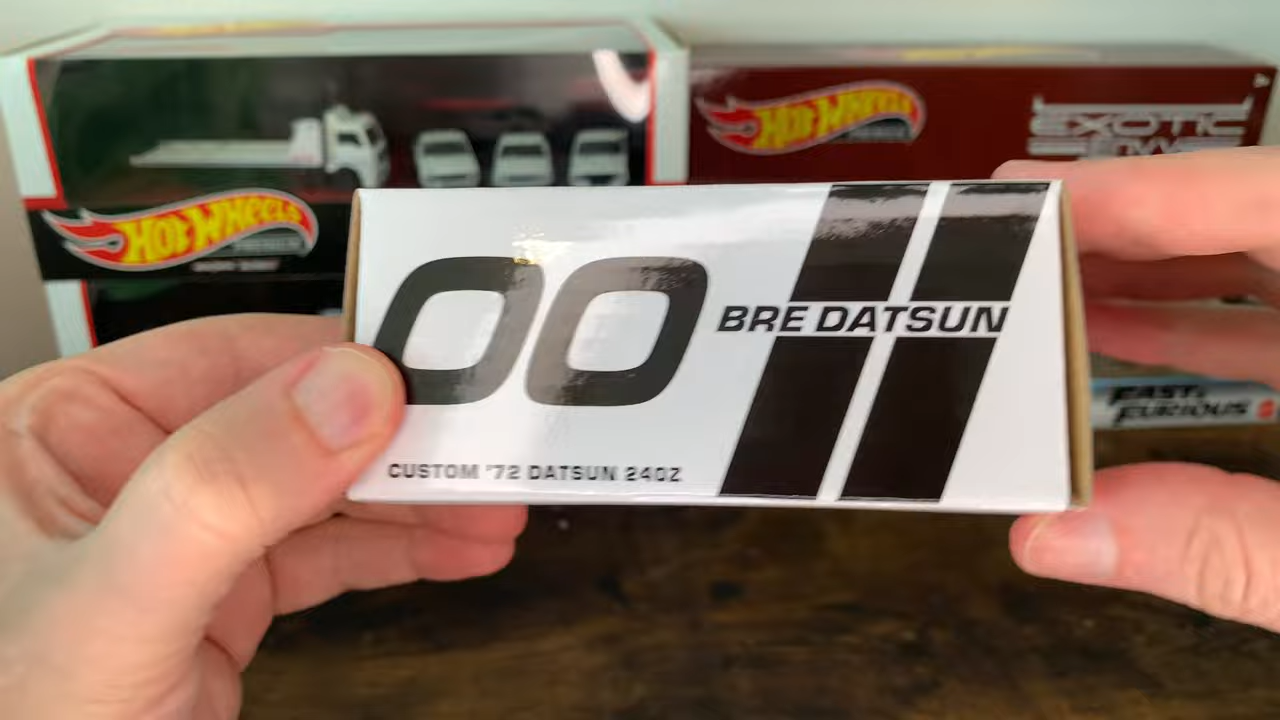 HOT WHEELS
EXOTIC
HOT WHEELS
00
BRE DATSUN
CUSTOM '72 DATSUN 240Z
FAST &
FURIOUS